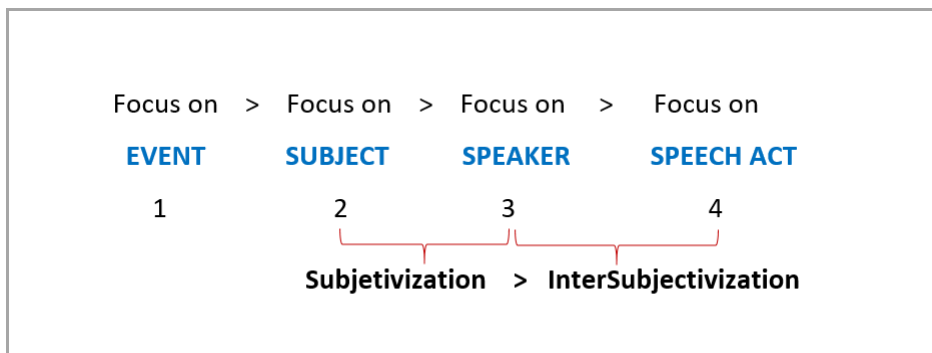 Focus on > Focus on > Focus on > Focus on
EVENT SUBJECT SPEAKER SPEECH ACT
1 2 3 4
Subjetivization > InterSubjectivization